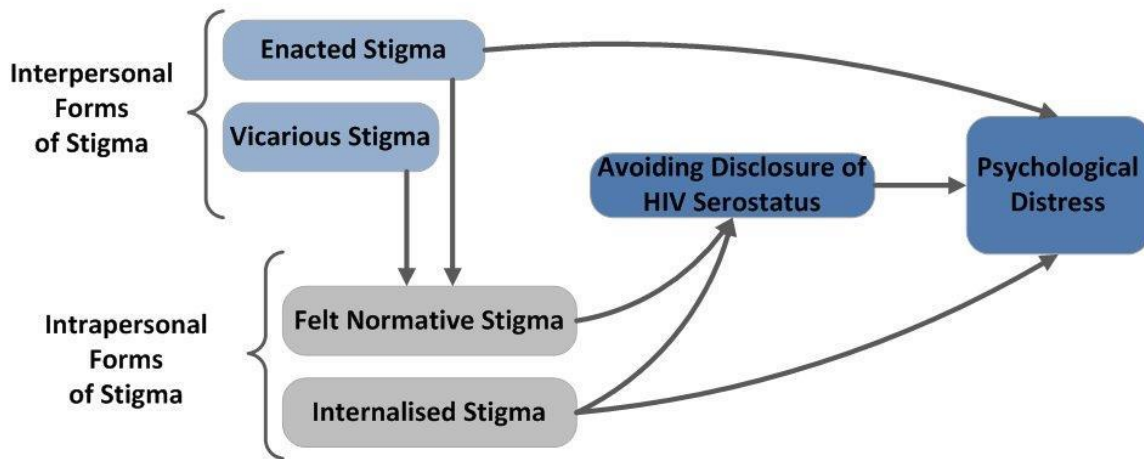 Interpersonal
Forms
of Stigma
Enacted Stigma
Vicarious Stigma
Avoiding Disclosure of
HIV Serostatus
Psychological
Distress
Intrapersonal
Forms
of Stigma
Felt Normative Stigma
Internalised Stigma